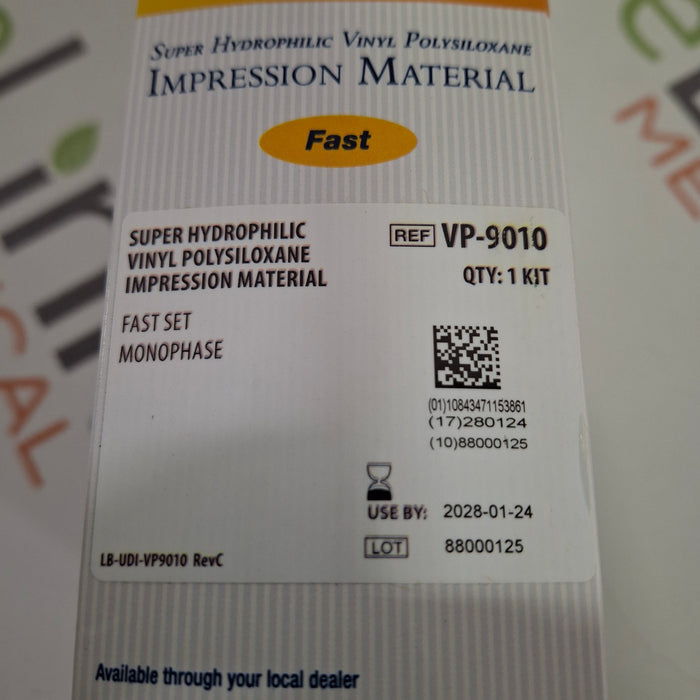 SUPER HYDROPHILIC VINYL POLYSILOXANE
IMPRESSION MATERIAL
Fast
SUPER HYDROPHILIC
VINYL POLYSILOXANE
IMPRESSION MATERIAL
FAST SET
MONOPHASE
REF VP-9010
QTY: 1 KIT
(01)10843471153861
(17)280124
(10)88000125
USE BY: 2028-01-24
LOT 88000125
LB-UDI-VP9010 RevC
Available through your local dealer